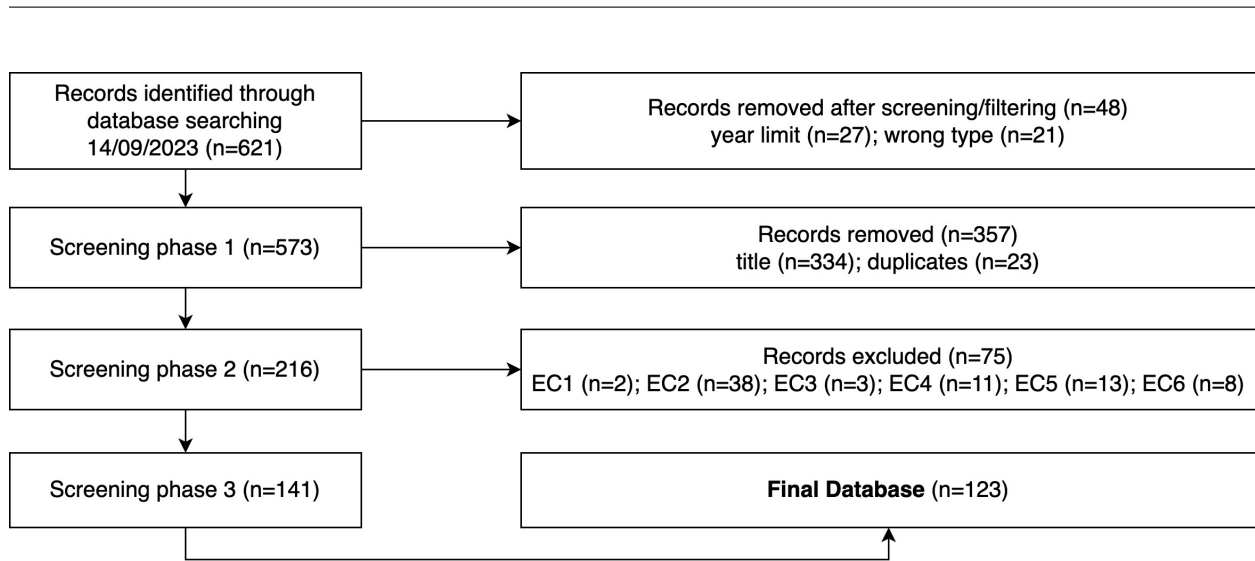 Records identified through
database searching
14/09/2023 (n=621)
Records removed after screening/filtering (n=48)
year limit (n=27); wrong type (n=21)
Screening phase 1 (n=573)
Records removed (n=357)
title (n=334); duplicates (n=23)
Screening phase 2 (n=216)
Records excluded (n=75)
EC1 (n=2); EC2 (n=38); EC3 (n=3); EC4 (n=11); EC5 (n=13); EC6 (n=8)
Screening phase 3 (n=141)
Final Database (n=123)